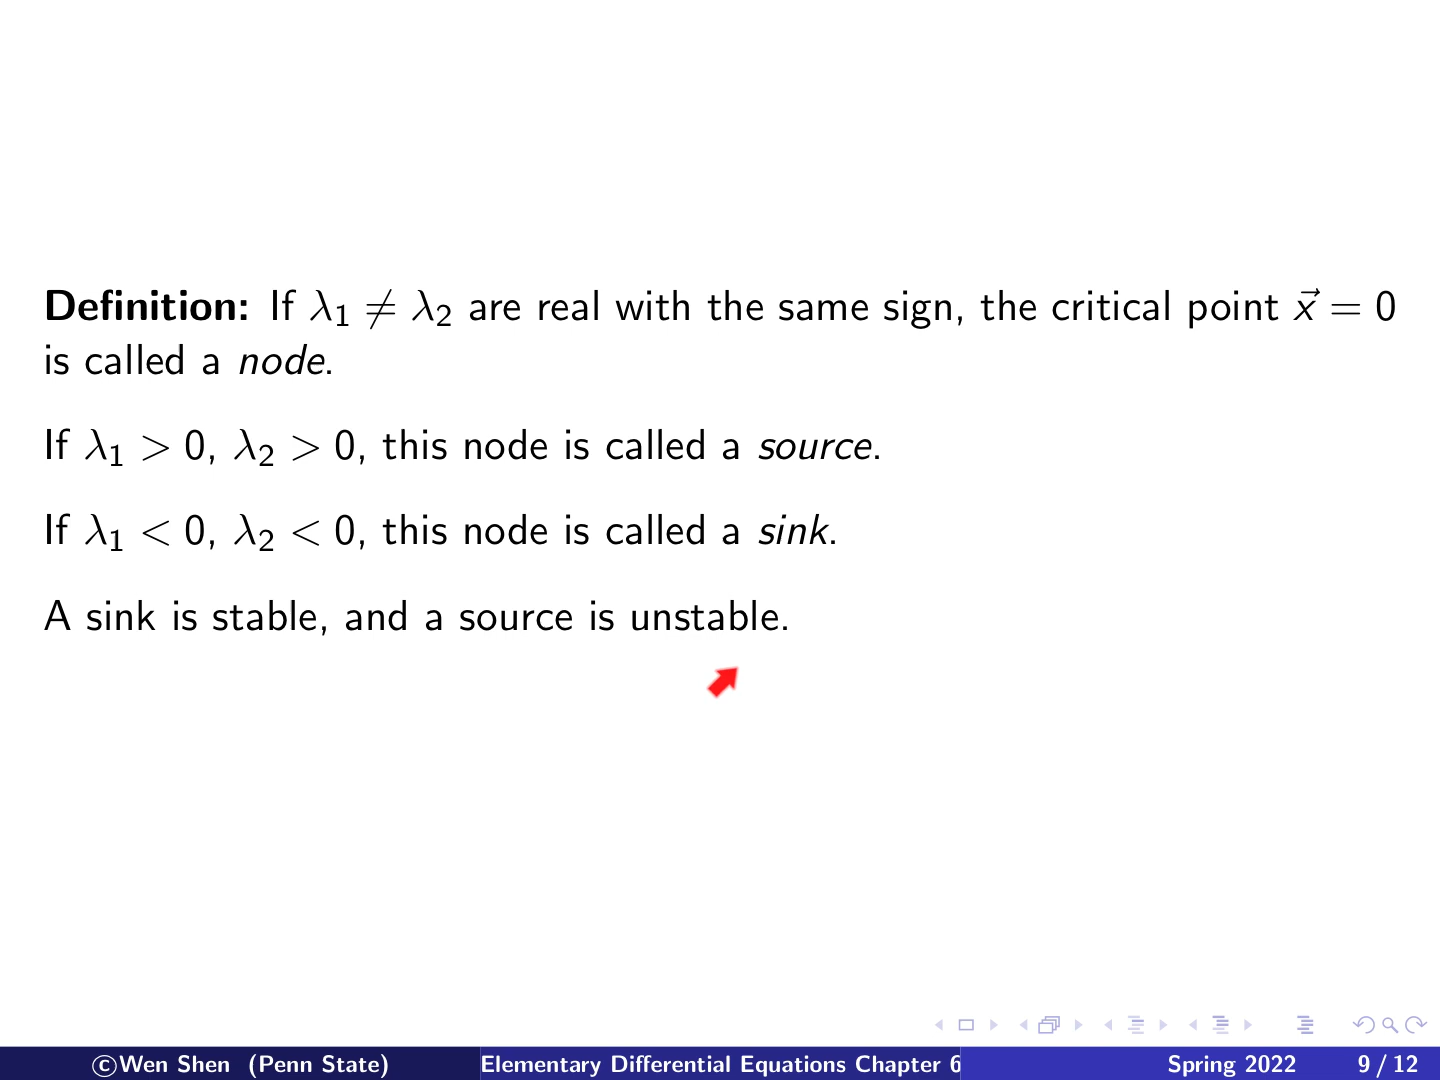 Definition: If λ₁ ≠ λ₂ are real with the same sign, the critical point x⃗ = 0
is called a node.
If λ₁ > 0, λ₂ > 0, this node is called a source.
If λ₁ < 0, λ₂ < 0, this node is called a sink.
A sink is stable, and a source is unstable.
©Wen Shen (Penn State) Elementary Differential Equations Chapter 6 Spring 2022 9 / 12